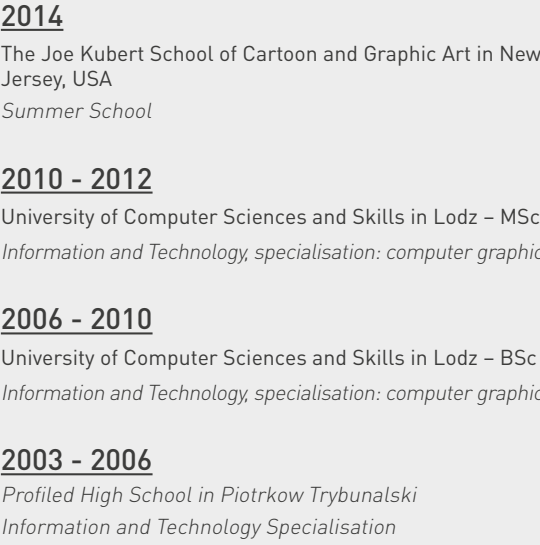 2014
The Joe Kubert School of Cartoon and Graphic Art in New
Jersey, USA
Summer School
2010 - 2012
University of Computer Sciences and Skills in Lodz – MSc
Information and Technology, specialisation: computer graphic
2006 - 2010
University of Computer Sciences and Skills in Lodz – BSc
Information and Technology, specialisation: computer graphic
2003 - 2006
Profiled High School in Piotrkow Trybunalski
Information and Technology Specialisation